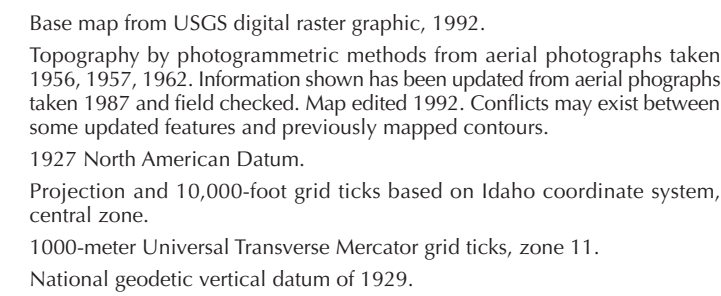 Base map from USGS digital raster graphic, 1992.
Topography by photogrammetric methods from aerial photographs taken
1956, 1957, 1962. Information shown has been updated from aerial phographs
taken 1987 and field checked. Map edited 1992. Conflicts may exist between
some updated features and previously mapped contours.
1927 North American Datum.
Projection and 10,000-foot grid ticks based on Idaho coordinate system,
central zone.
1000-meter Universal Transverse Mercator grid ticks, zone 11.
National geodetic vertical datum of 1929.